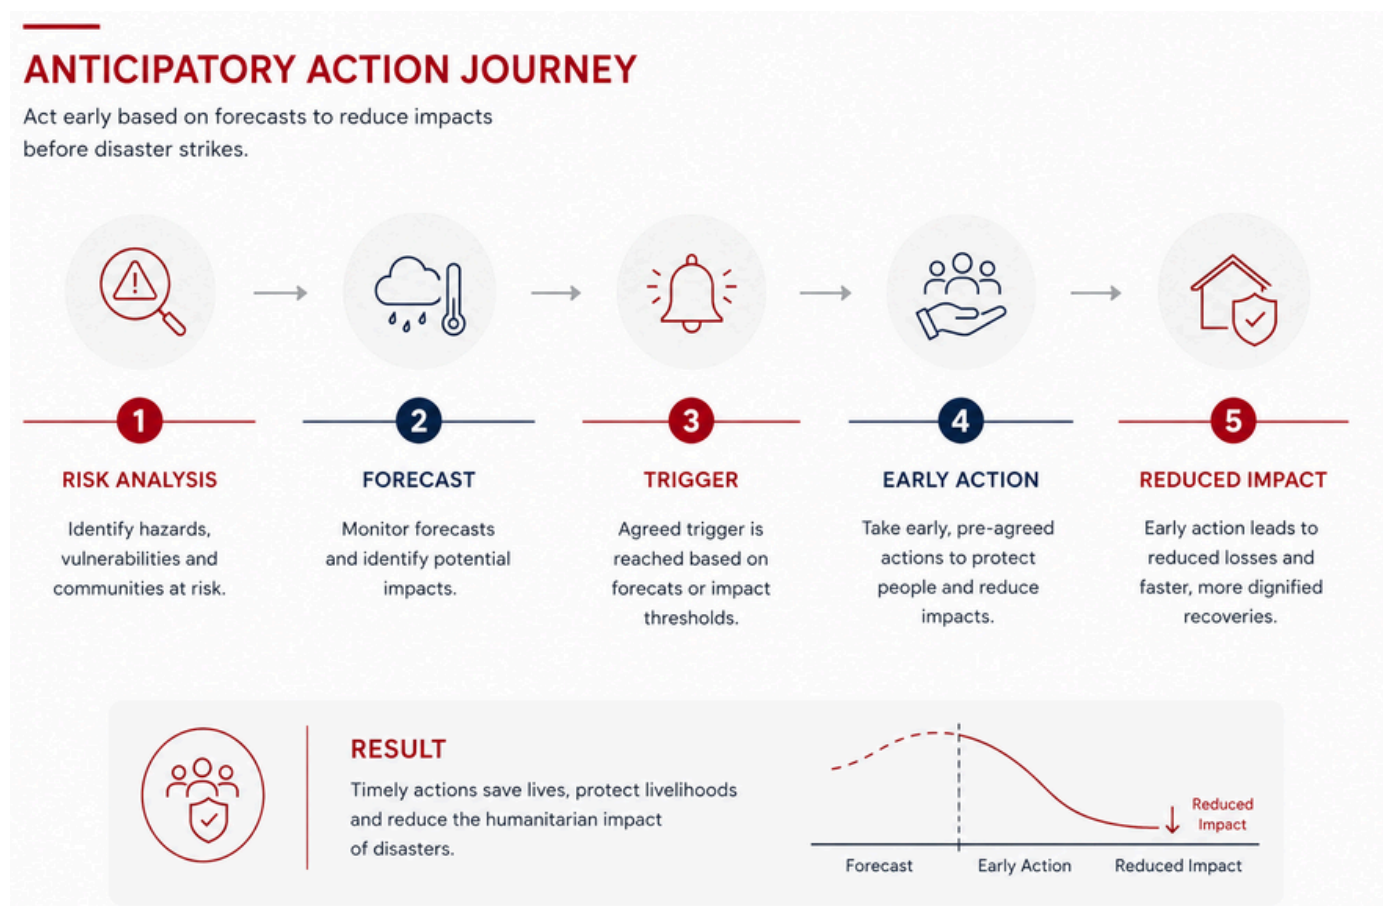 ANTICIPATORY ACTION JOURNEY
Act early based on forecasts to reduce impacts
before disaster strikes.
1
RISK ANALYSIS
Identify hazards,
vulnerabilities and
communities at risk.
2
FORECAST
Monitor forecasts
and identify potential
impacts.
3
TRIGGER
Agreed trigger is
reached based on
forecats or impact
thresholds.
4
EARLY ACTION
Take early, pre-agreed
actions to protect
people and reduce
impacts.
5
REDUCED IMPACT
Early action leads to
reduced losses and
faster, more dignified
recoveries.
RESULT
Timely actions save lives, protect livelihoods
and reduce the humanitarian impact
of disasters.
Reduced
Impact
Forecast
Early Action
Reduced Impact